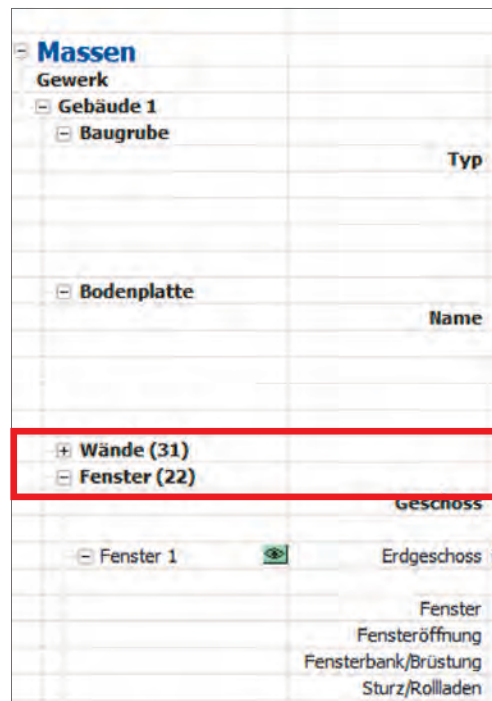 Massen
Gewerk
Gebäude 1
Baugrube
Typ
Bodenplatte
Name
Wände (31)
Fenster (22)
Geschoss
Fenster 1 Erdgeschoss
Fenster
Fensteröffnung
Fensterbank/Brüstung
Sturz/Rollladen